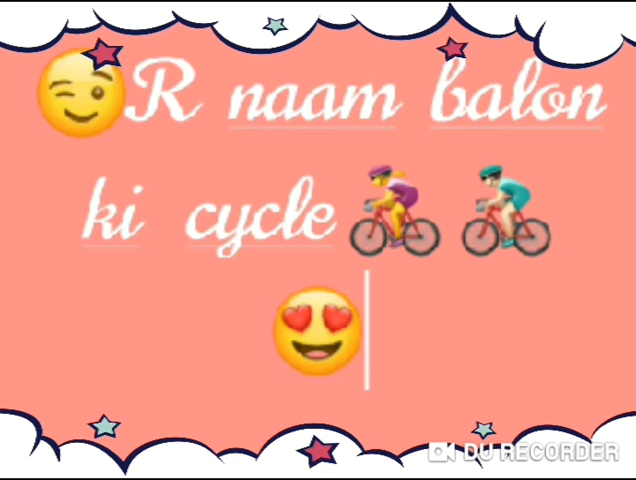 😉R naam balon
ki cycle🚴‍♀️🚴
😍
DU RECORDER